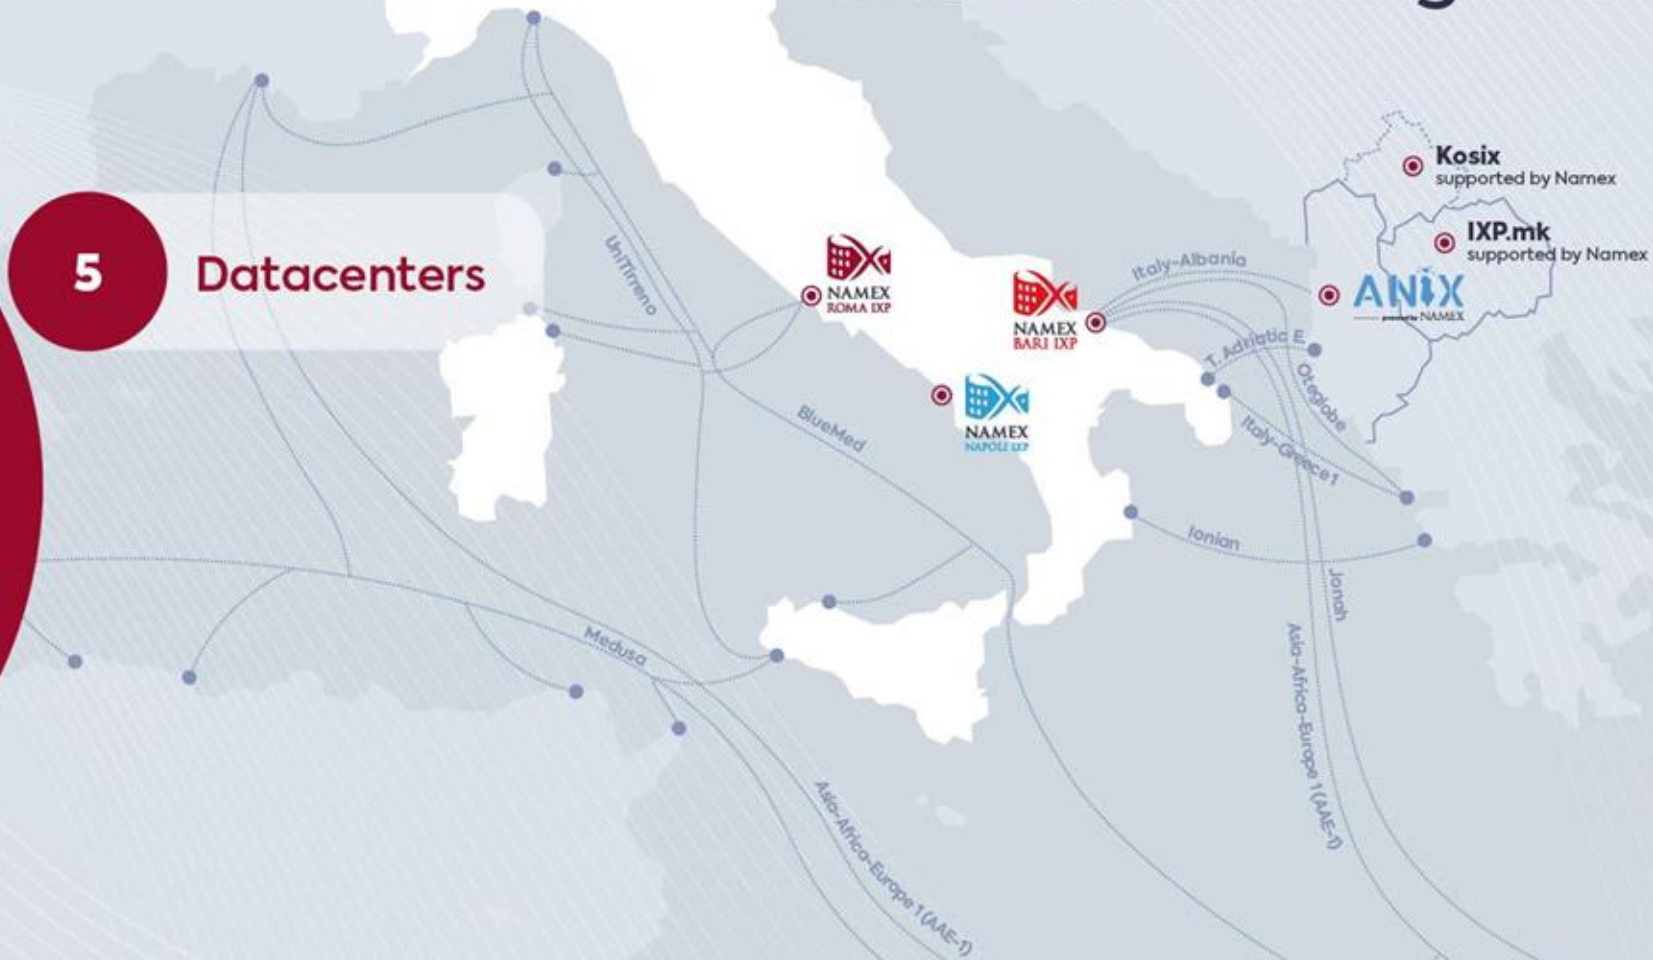 5
Datacenters
UniTirreno
NAMEX
ROMA IXP
NAMEX
BARI IXP
NAMEX
NAPOLI IXP
BlueMed
Italy-Albania
Kosix
supported by Namex
IXP.mk
supported by Namex
ANIX
NAMEX
T. Adriatic E.
Oteglobe
Italy-Greece1
Ionian
Jonah
Asia-Africa-Europe 1 (AAE-1)
Medusa
Asia-Africa-Europe 1 (AAE-1)